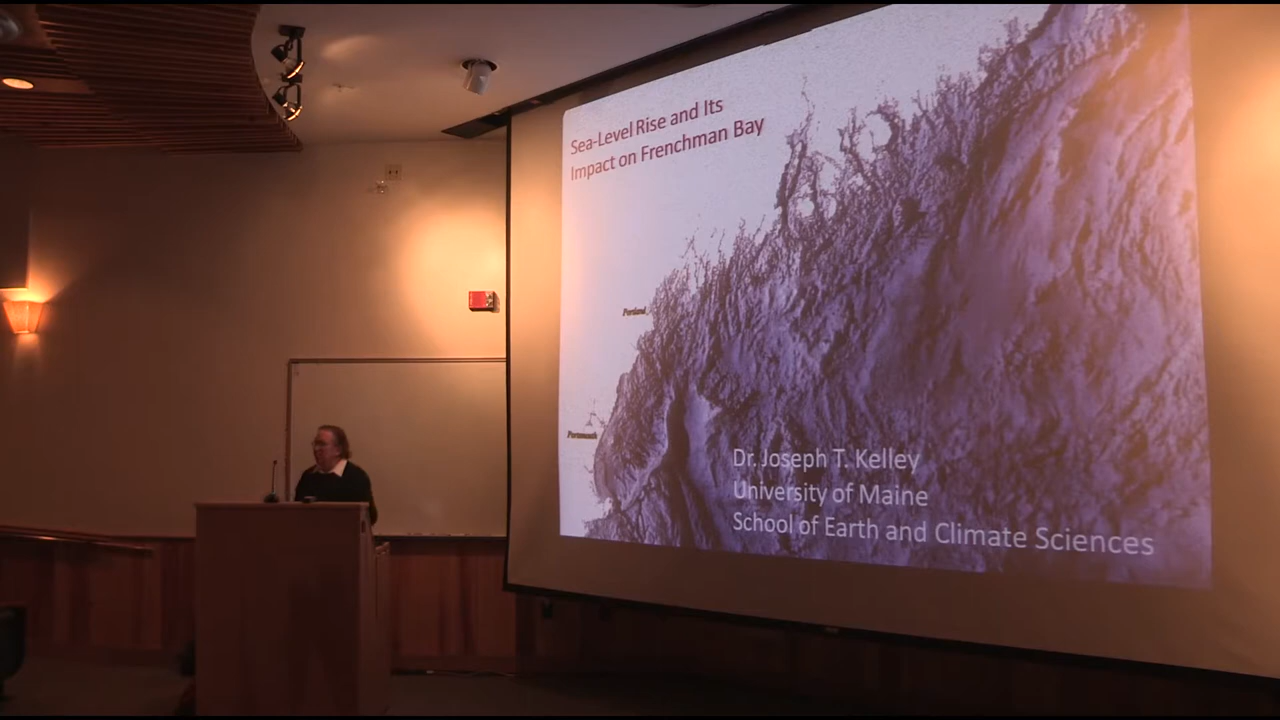 Sea-Level Rise and Its
Impact on Frenchman Bay
Portland
Portsmouth
Dr. Joseph T. Kelley
University of Maine
School of Earth and Climate Sciences